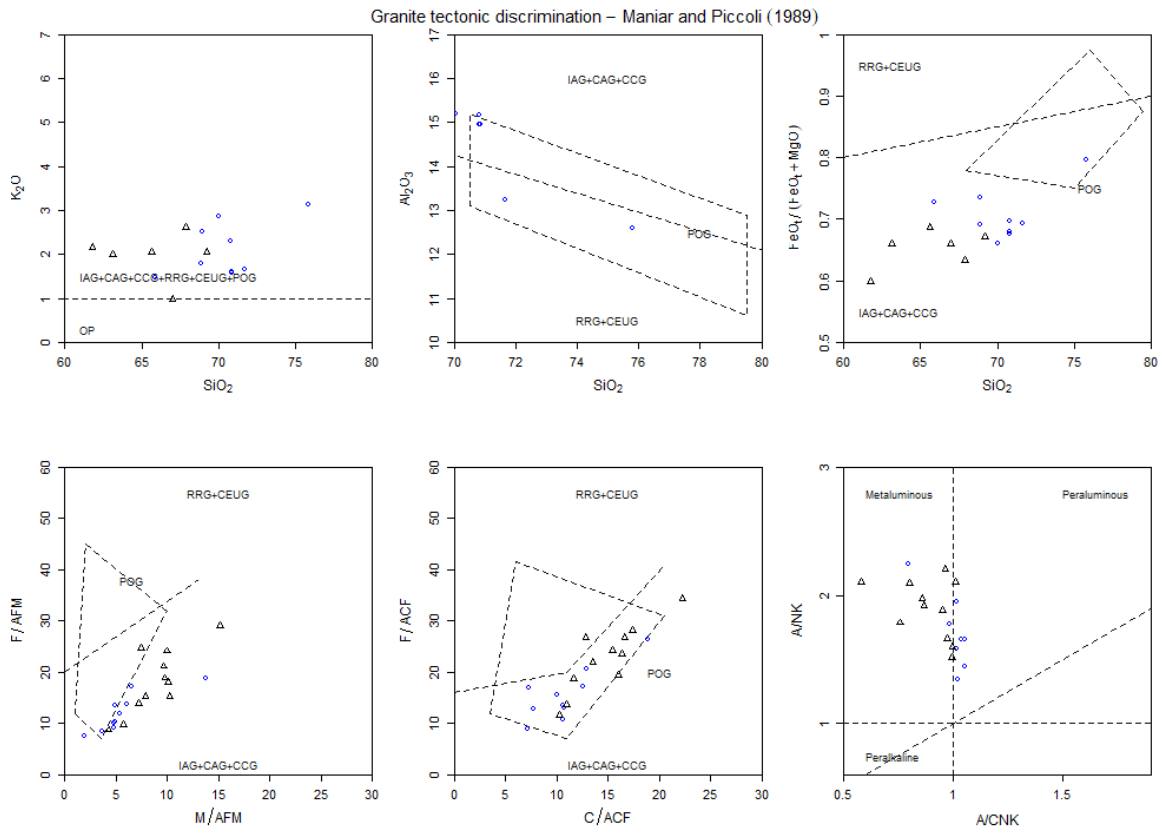 Granite tectonic discrimination – Maniar and Piccoli (1989)
K₂O
7
6
5
4
3
2
1
0
IAG+CAG+CCG+RRG+CEUG+POG
OP
60
65
70
75
80
SiO₂
Al₂O₃
17
16
15
14
13
12
11
10
IAG+CAG+CCG
POG
RRG+CEUG
70
72
74
76
78
80
SiO₂
FeOₜ/(FeOₜ+MgO)
1
0.9
0.8
0.7
0.6
0.5
RRG+CEUG
POG
IAG+CAG+CCG
60
65
70
75
80
SiO₂
F/AFM
60
50
40
30
20
10
0
RRG+CEUG
POG
IAG+CAG+CCG
0
5
10
15
20
25
30
M/AFM
F/ACF
60
50
40
30
20
10
0
RRG+CEUG
POG
IAG+CAG+CCG
0
5
10
15
20
25
30
C/ACF
A/NK
3
2
1
Metaluminous
Peraluminous
Peralkaline
0.5
1
1.5
A/CNK